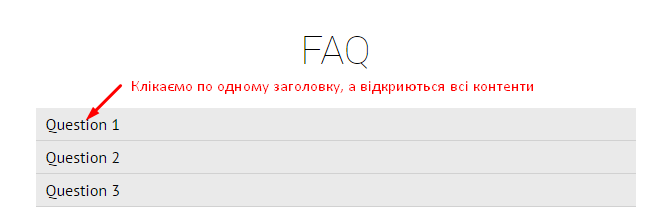 FAQ
Клікаємо по одному заголовку, а відкриються всі контенти
Question 1
Question 2
Question 3